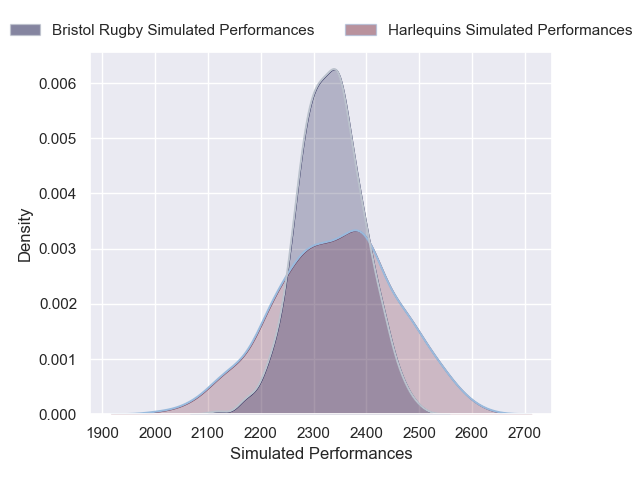 Bristol Rugby Simulated Performances Harlequins Simulated Performances
0.006
0.005
0.004
0.003
0.002
0.001
0.000
Density
1900 2000 2100 2200 2300 2400 2500 2600 2700
Simulated Performances